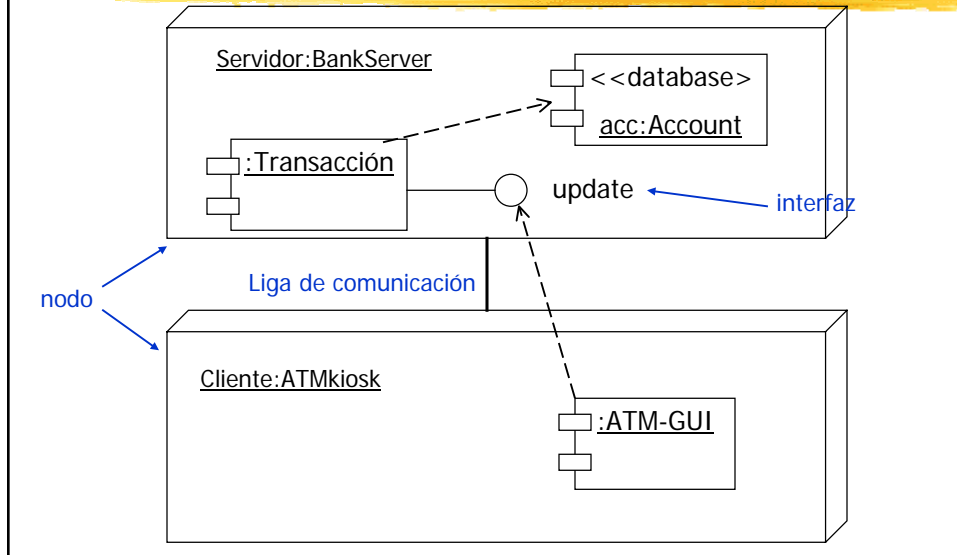 Servidor:BankServer
<<database>
acc:Account
:Transacción
update
interfaz
nodo
Liga de comunicación
Cliente:ATMkiosk
:ATM-GUI